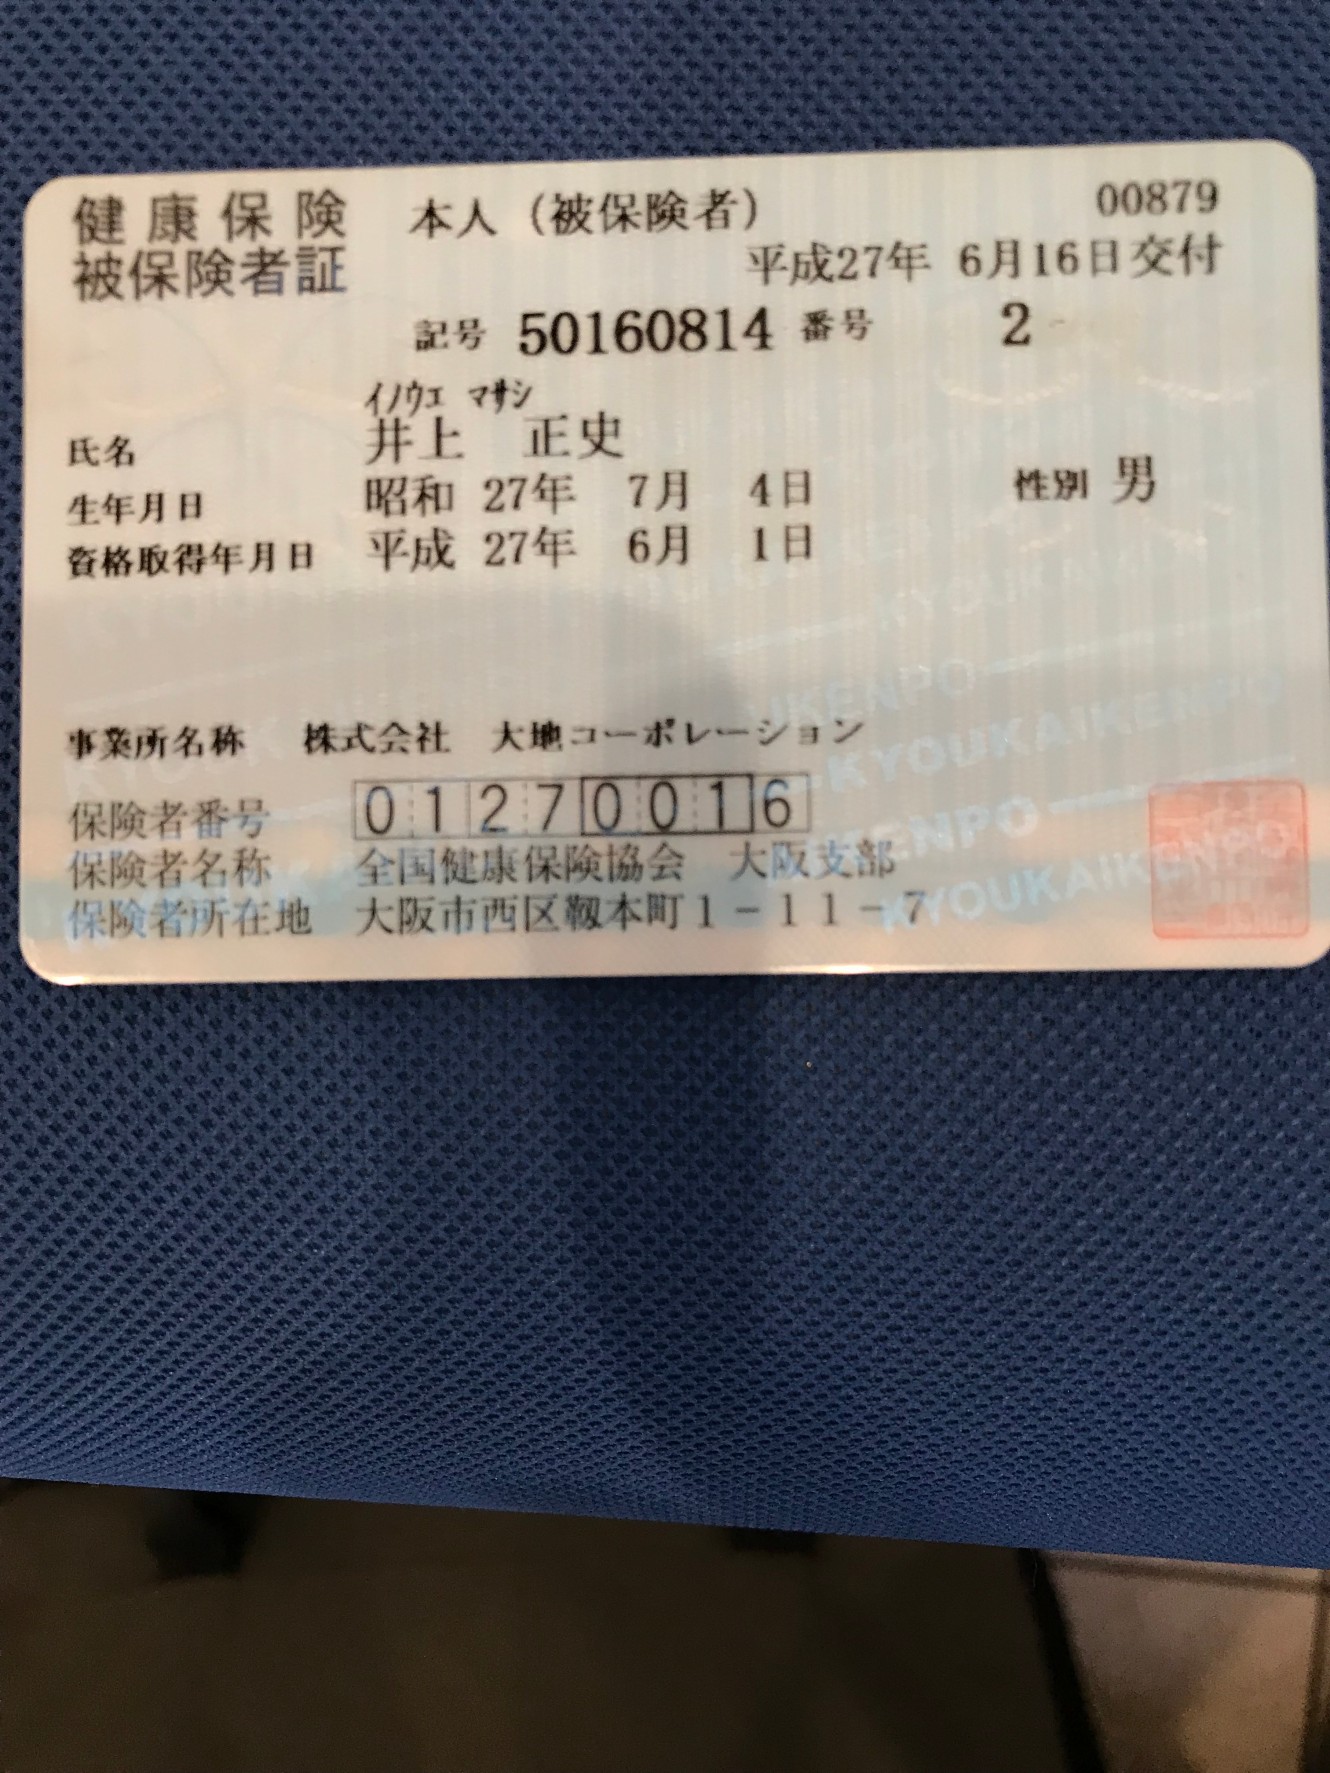 健康保険 本人（被保険者） 00879
被保険者証 平成27年 6月16日交付
記号 50160814 番号 2
イノウエ マサシ
氏名 井上 正史
生年月日 昭和 27年 7月 4日 性別 男
資格取得年月日 平成 27年 6月 1日
事業所名称 株式会社 大地コーポレーション
保険者番号 01270016
保険者名称 全国健康保険協会 大阪支部
保険者所在地 大阪市西区靱本町1－11－7
KYOUKAIKENPO
KYOUKAIKENPO